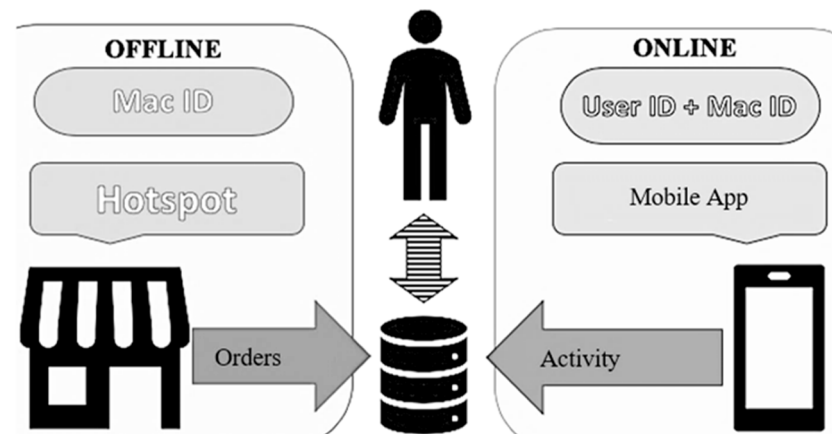 OFFLINE
Mac ID
Hotspot
Orders
ONLINE
User ID + Mac ID
Mobile App
Activity